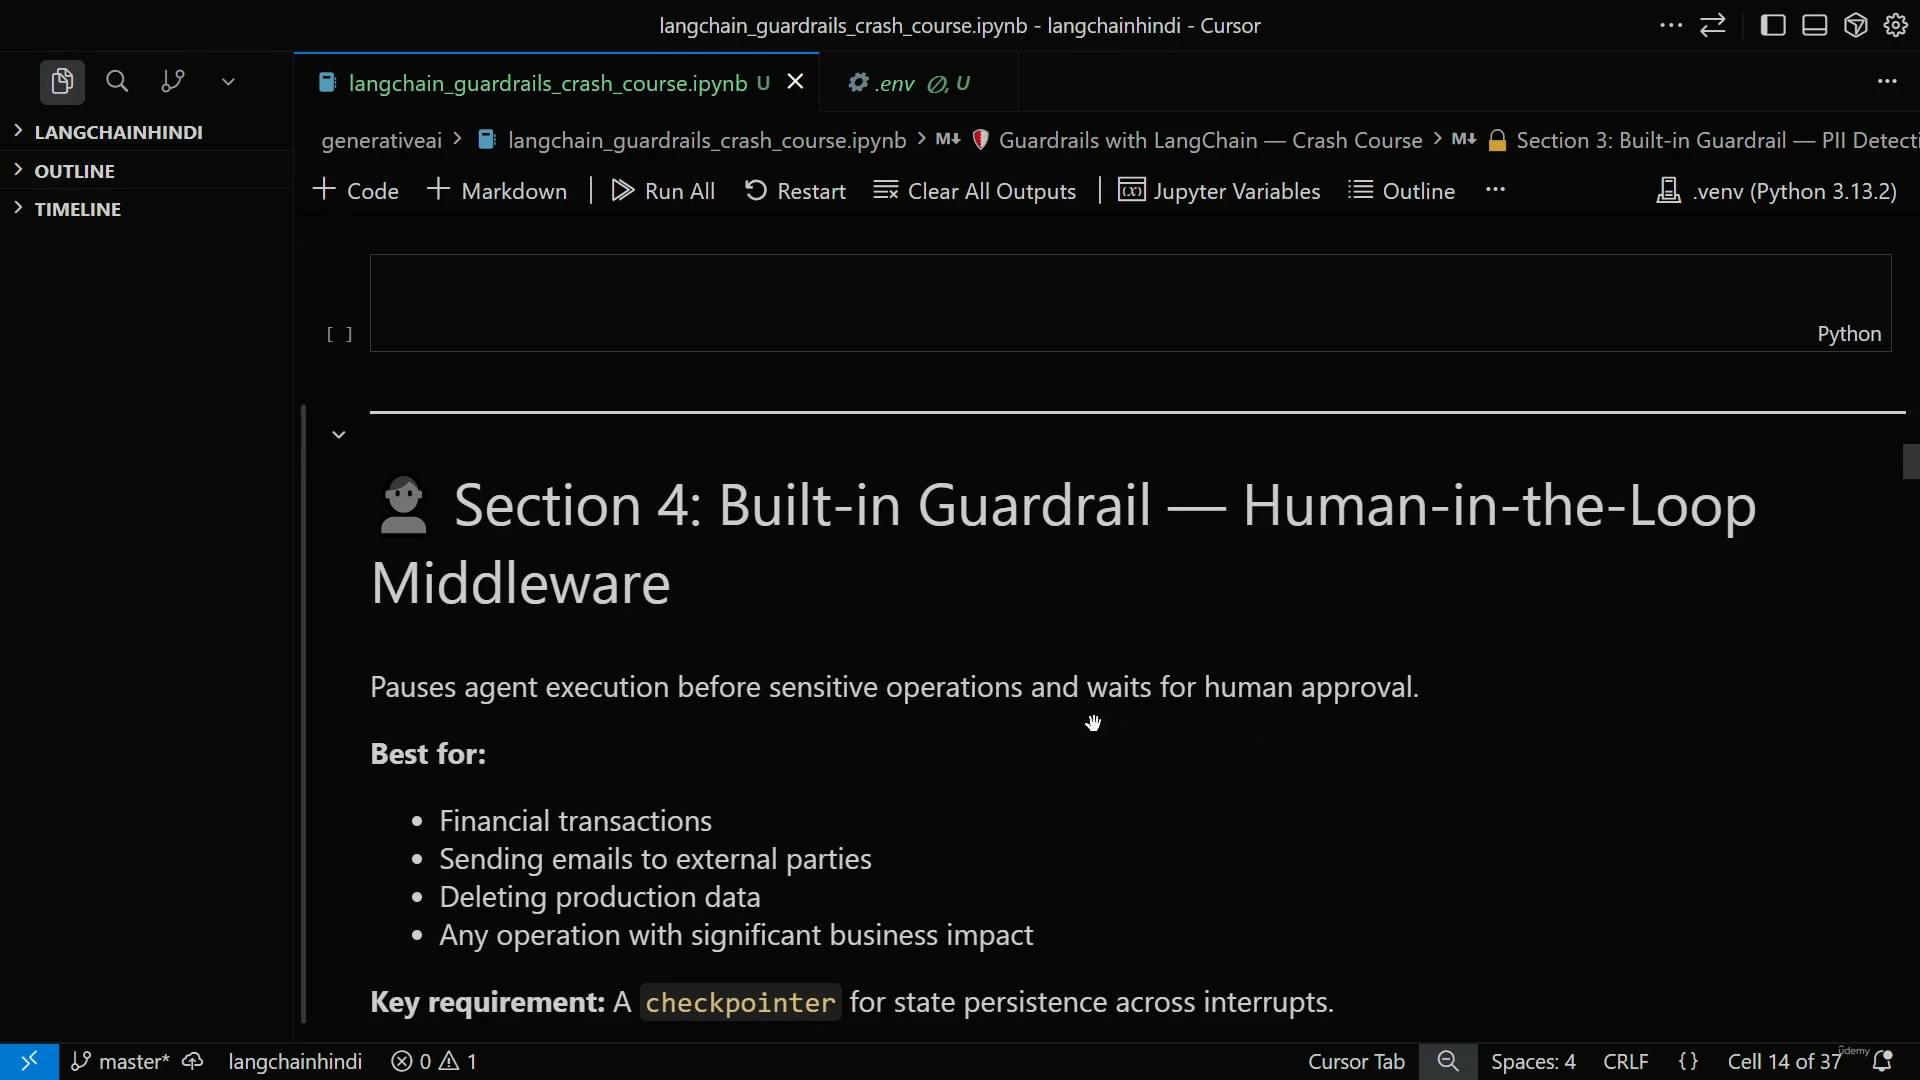 langchain_guardrails_crash_course.ipynb - langchainhindi - Cursor
langchain_guardrails_crash_course.ipynb U
.env U
LANGCHAINHINDI
OUTLINE
TIMELINE
generativeai > langchain_guardrails_crash_course.ipynb > M↓ Guardrails with LangChain — Crash Course > M↓ Section 3: Built-in Guardrail — PII Detecti
+ Code + Markdown | Run All Restart Clear All Outputs | Jupyter Variables Outline ... .venv (Python 3.13.2)
[ ]
Python
Section 4: Built-in Guardrail — Human-in-the-Loop
Middleware
Pauses agent execution before sensitive operations and waits for human approval.
Best for:
• Financial transactions
• Sending emails to external parties
• Deleting production data
• Any operation with significant business impact
Key requirement: A checkpointer for state persistence across interrupts.
master* langchainhindi 0 1 Cursor Tab Spaces: 4 CRLF {} Cell 14 of 37
ûdemy